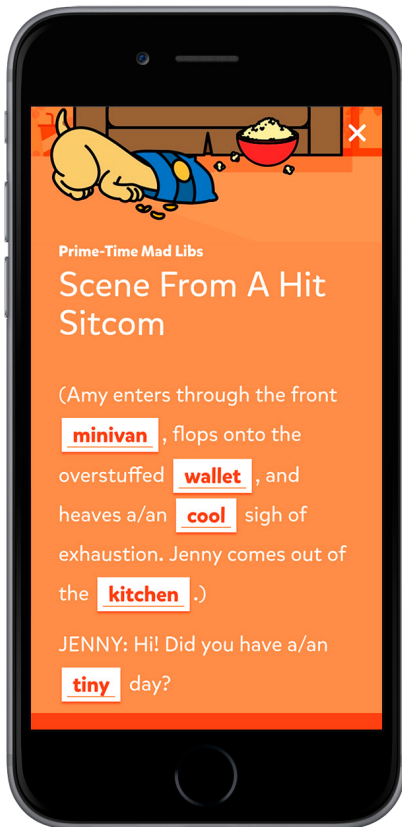 Prime-Time Mad Libs
Scene From A Hit
Sitcom
(Amy enters through the front
minivan , flops onto the
overstuffed wallet , and
heaves a/an cool sigh of
exhaustion. Jenny comes out of
the kitchen .)
JENNY: Hi! Did you have a/an
tiny day?